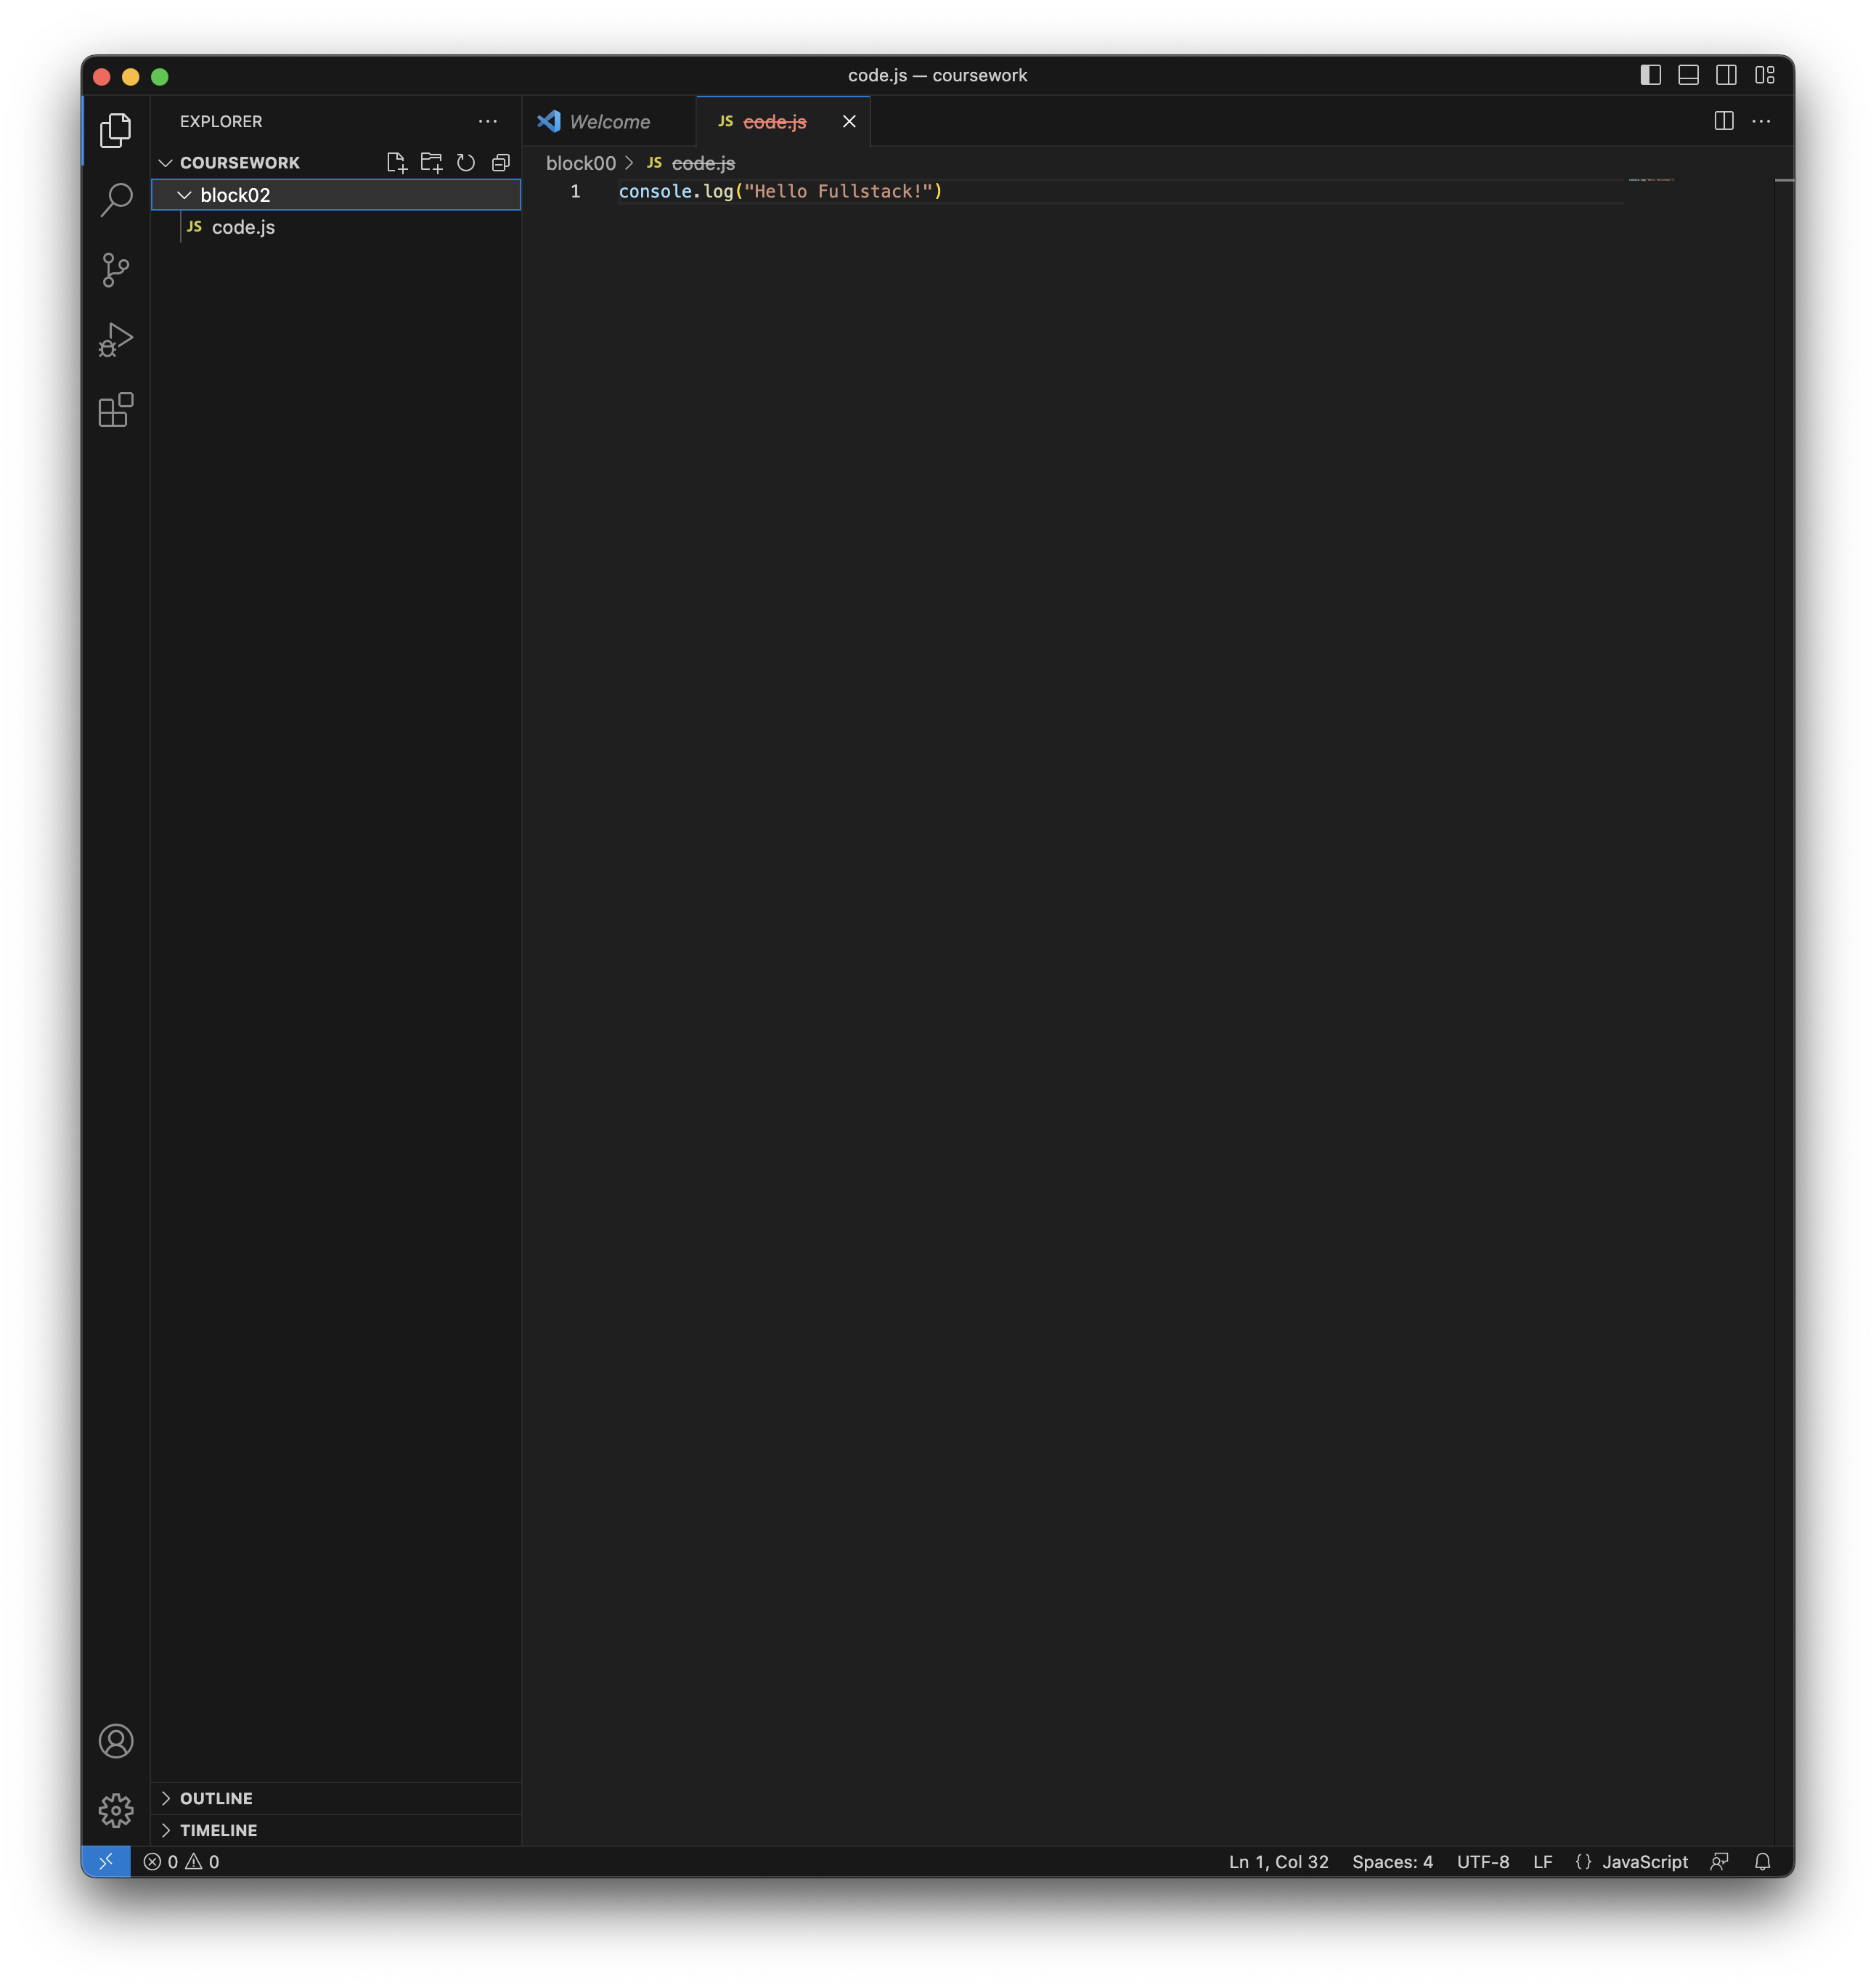 code.js — coursework
EXPLORER
COURSEWORK
block02
JS code.js
Welcome
JS code.js
block00 > JS code.js
1 console.log("Hello Fullstack!")
OUTLINE
TIMELINE
0 0
Ln 1, Col 32 Spaces: 4 UTF-8 LF {} JavaScript